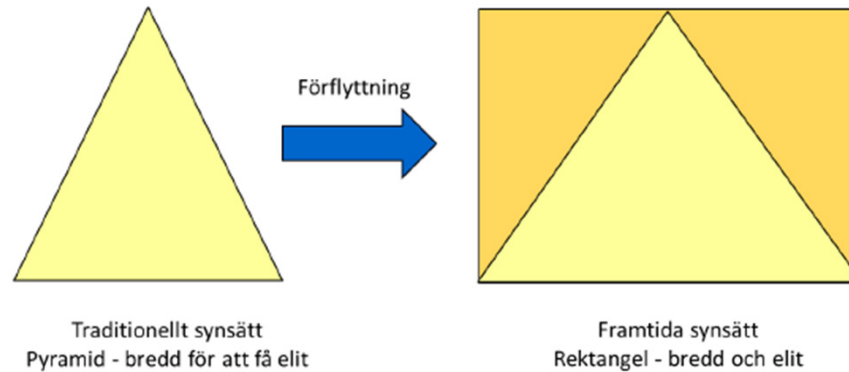 Förflyttning
Traditionellt synsätt
Pyramid - bredd för att få elit
Framtida synsätt
Rektangel - bredd och elit